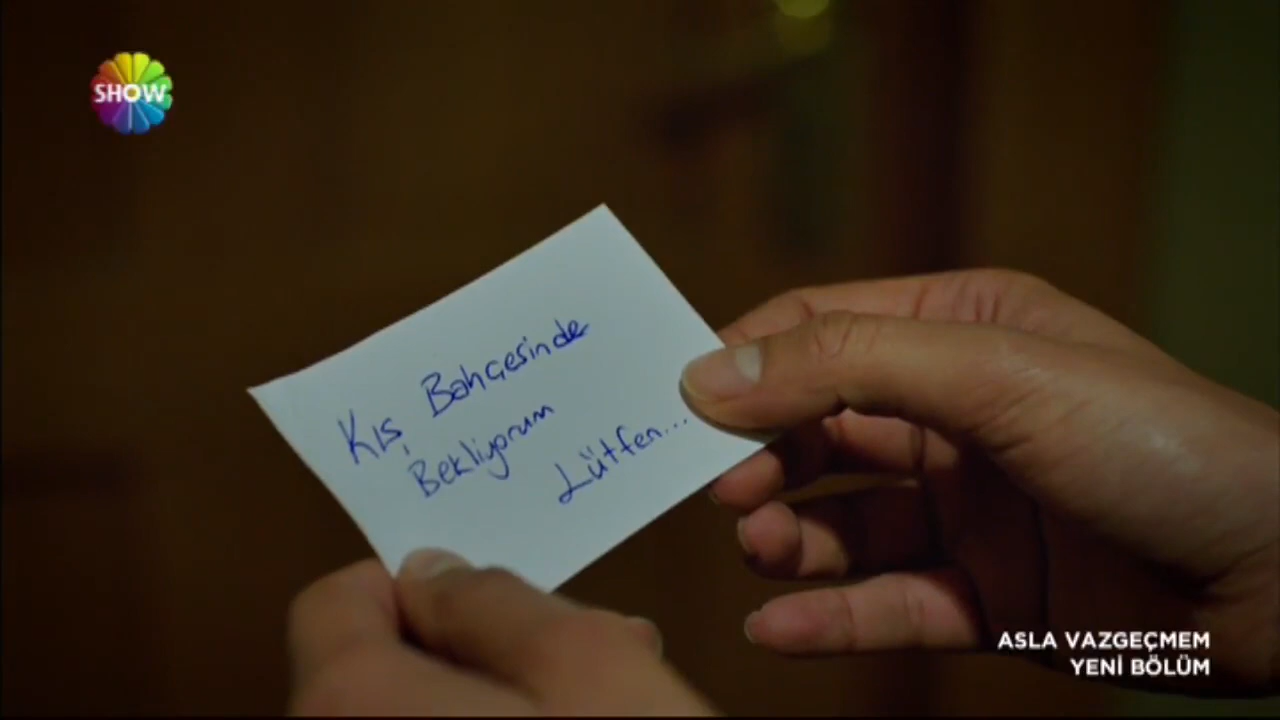 SHOW
Kış Bahçesinde
Bekliyorum
Lütfen...
ASLA VAZGEÇMEM
YENİ BÖLÜM